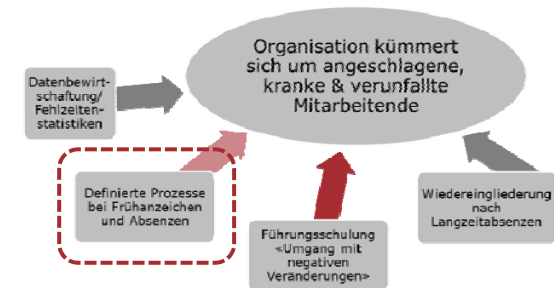 Organisation kümmert
sich um angeschlagene,
kranke & verunfallte
Mitarbeitende
Datenbewirt-
schaftung/
Fehlzeiten-
statistiken
Definierte Prozesse
bei Frühanzeichen
und Absenzen
Führungsschulung
«Umgang mit
negativen
Veränderungen»
Wiedereingliederung
nach
Langzeitabsenzen